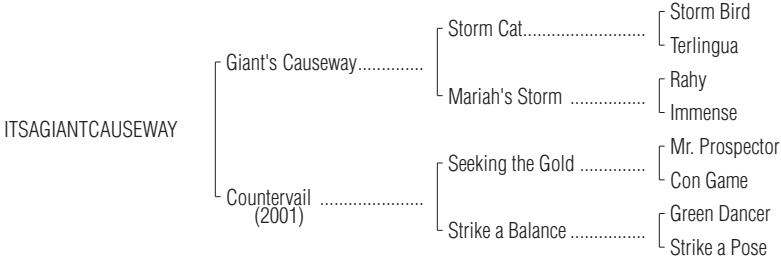 Storm Bird
Storm Cat.........................
Terlingua
Giant's Causeway..............
Rahy
Mariah's Storm ................
Immense
ITSAGIANTCAUSEWAY
Mr. Prospector
Seeking the Gold ..............
Con Game
Countervail ......................
(2001)
Green Dancer
Strike a Balance ................
Strike a Pose